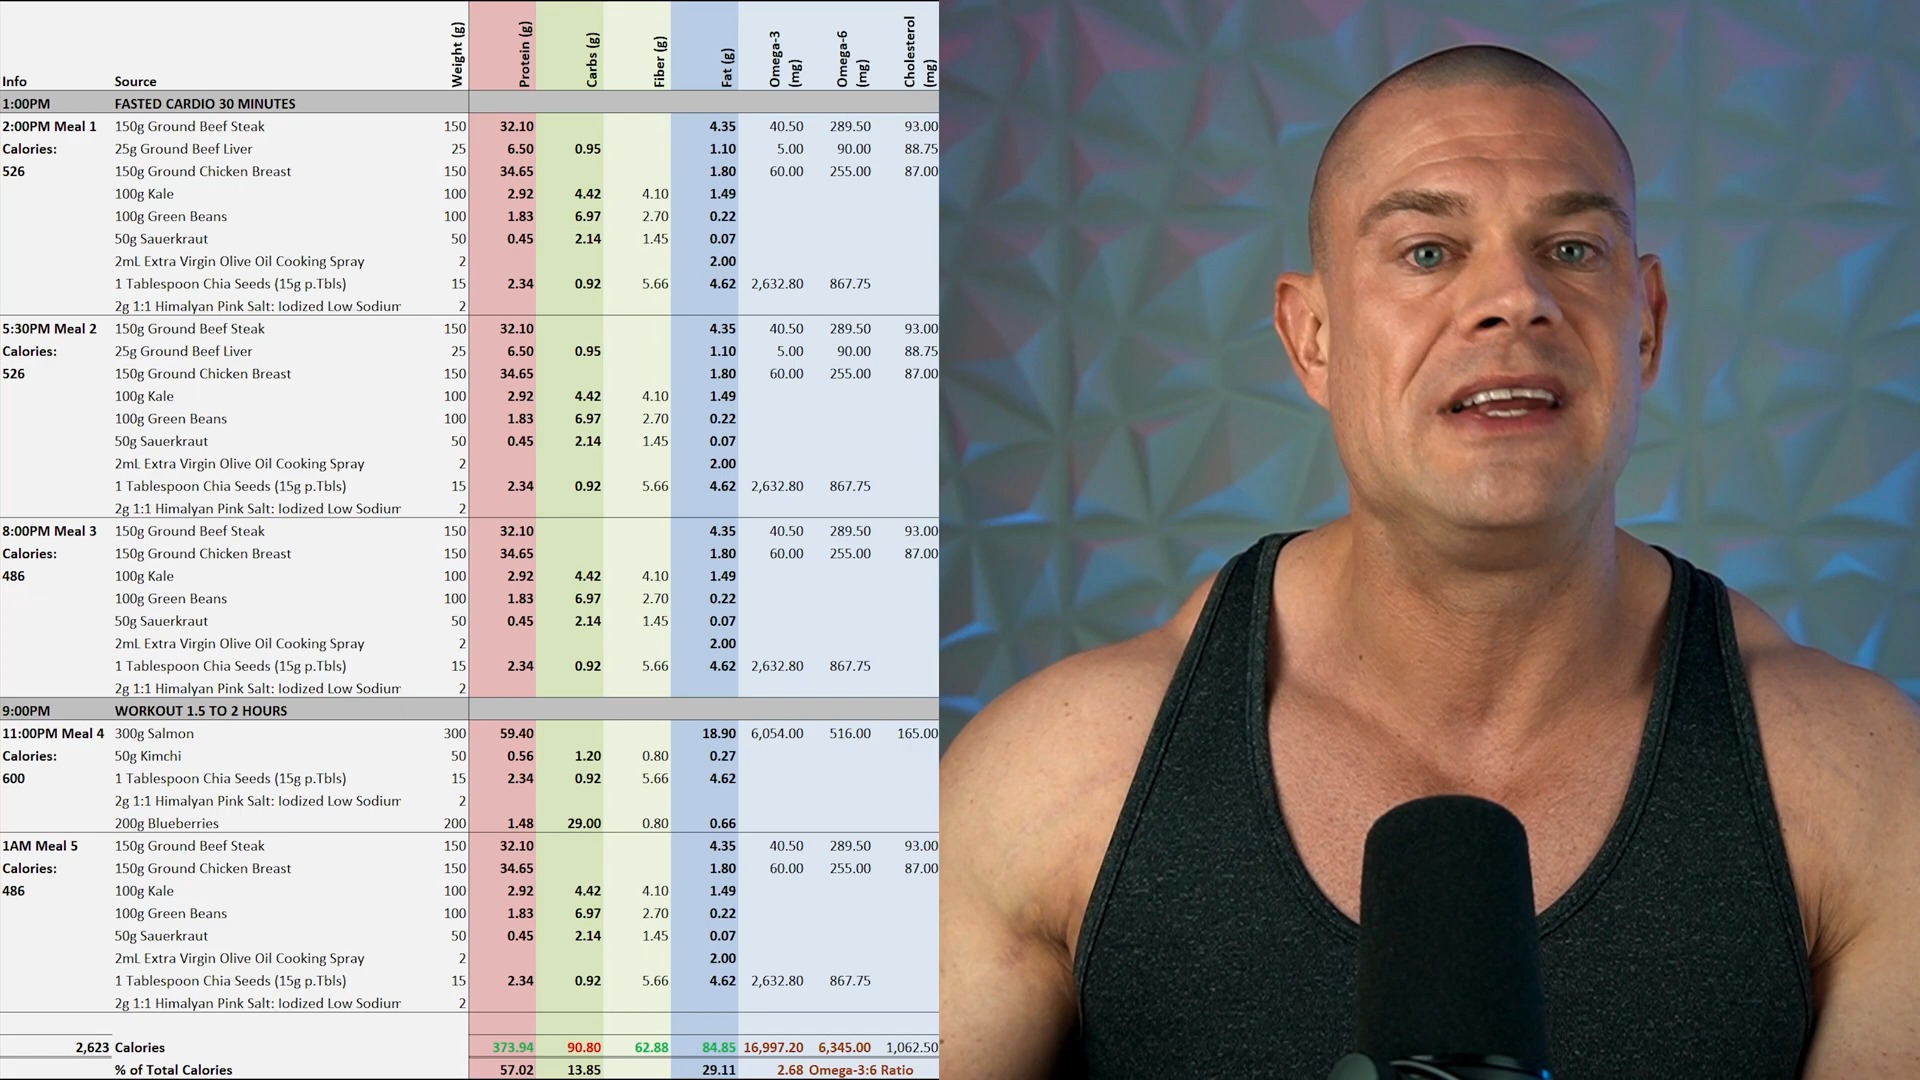 Info Source Weight (g) Protein (g) Carbs (g) Fiber (g) Fat (g) Omega-3 (mg) Omega-6 (mg) Cholesterol (mg)
1:00PM FASTED CARDIO 30 MINUTES
2:00PM Meal 1 150g Ground Beef Steak 150 32.10 4.35 40.50 289.50 93.00
Calories: 25g Ground Beef Liver 25 6.50 0.95 1.10 5.00 90.00 88.75
526 150g Ground Chicken Breast 150 34.65 1.80 60.00 255.00 87.00
100g Kale 100 2.92 4.42 4.10 1.49
100g Green Beans 100 1.83 6.97 2.70 0.22
50g Sauerkraut 50 0.45 2.14 1.45 0.07
2mL Extra Virgin Olive Oil Cooking Spray 2 2.00
1 Tablespoon Chia Seeds (15g p.Tbls) 15 2.34 0.92 5.66 4.62 2,632.80 867.75
2g 1:1 Himalyan Pink Salt: Iodized Low Sodium 2
5:30PM Meal 2 150g Ground Beef Steak 150 32.10 4.35 40.50 289.50 93.00
Calories: 25g Ground Beef Liver 25 6.50 0.95 1.10 5.00 90.00 88.75
526 150g Ground Chicken Breast 150 34.65 1.80 60.00 255.00 87.00
100g Kale 100 2.92 4.42 4.10 1.49
100g Green Beans 100 1.83 6.97 2.70 0.22
50g Sauerkraut 50 0.45 2.14 1.45 0.07
2mL Extra Virgin Olive Oil Cooking Spray 2 2.00
1 Tablespoon Chia Seeds (15g p.Tbls) 15 2.34 0.92 5.66 4.62 2,632.80 867.75
2g 1:1 Himalyan Pink Salt: Iodized Low Sodium 2
8:00PM Meal 3 150g Ground Beef Steak 150 32.10 4.35 40.50 289.50 93.00
Calories: 150g Ground Chicken Breast 150 34.65 1.80 60.00 255.00 87.00
486 100g Kale 100 2.92 4.42 4.10 1.49
100g Green Beans 100 1.83 6.97 2.70 0.22
50g Sauerkraut 50 0.45 2.14 1.45 0.07
2mL Extra Virgin Olive Oil Cooking Spray 2 2.00
1 Tablespoon Chia Seeds (15g p.Tbls) 15 2.34 0.92 5.66 4.62 2,632.80 867.75
2g 1:1 Himalyan Pink Salt: Iodized Low Sodium 2
9:00PM WORKOUT 1.5 TO 2 HOURS
11:00PM Meal 4 300g Salmon 300 59.40 18.90 6,054.00 516.00 165.00
Calories: 50g Kimchi 50 0.56 1.20 0.80 0.27
600 1 Tablespoon Chia Seeds (15g p.Tbls) 15 2.34 0.92 5.66 4.62
2g 1:1 Himalyan Pink Salt: Iodized Low Sodium 2
200g Blueberries 200 1.48 29.00 0.80 0.66
1AM Meal 5 150g Ground Beef Steak 150 32.10 4.35 40.50 289.50 93.00
Calories: 150g Ground Chicken Breast 150 34.65 1.80 60.00 255.00 87.00
486 100g Kale 100 2.92 4.42 4.10 1.49
100g Green Beans 100 1.83 6.97 2.70 0.22
50g Sauerkraut 50 0.45 2.14 1.45 0.07
2mL Extra Virgin Olive Oil Cooking Spray 2 2.00
1 Tablespoon Chia Seeds (15g p.Tbls) 15 2.34 0.92 5.66 4.62 2,632.80 867.75
2g 1:1 Himalyan Pink Salt: Iodized Low Sodium 2
2,623 Calories 373.94 90.80 62.88 84.85 16,997.20 6,345.00 1,062.50
% of Total Calories 57.02 13.85 29.11 2.68 Omega-3:6 Ratio